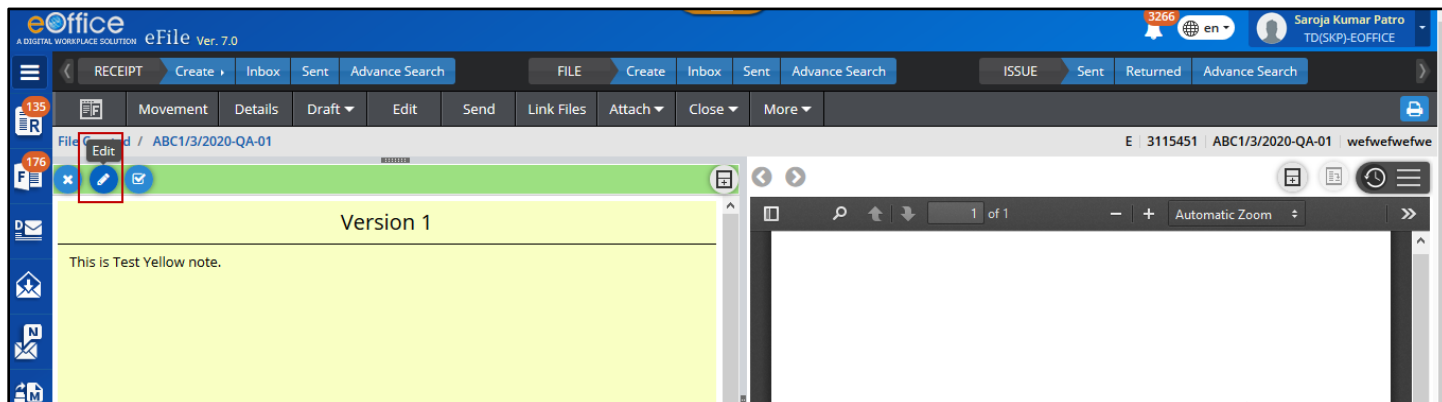 eOffice
A DIGITAL WORKPLACE SOLUTION eFile Ver. 7.0
3266
en
Saroja Kumar Patro
TD(SKP)-EOFFICE
RECEIPT Create Inbox Sent Advance Search FILE Create Inbox Sent Advance Search ISSUE Sent Returned Advance Search
135
R
F Movement Details Draft Edit Send Link Files Attach Close More
File Created / ABC1/3/2020-QA-01 E 3115451 ABC1/3/2020-QA-01 wefwefwefwe
Edit
176
F
1 of 1 Automatic Zoom
Version 1
D
This is Test Yellow note.
N
M